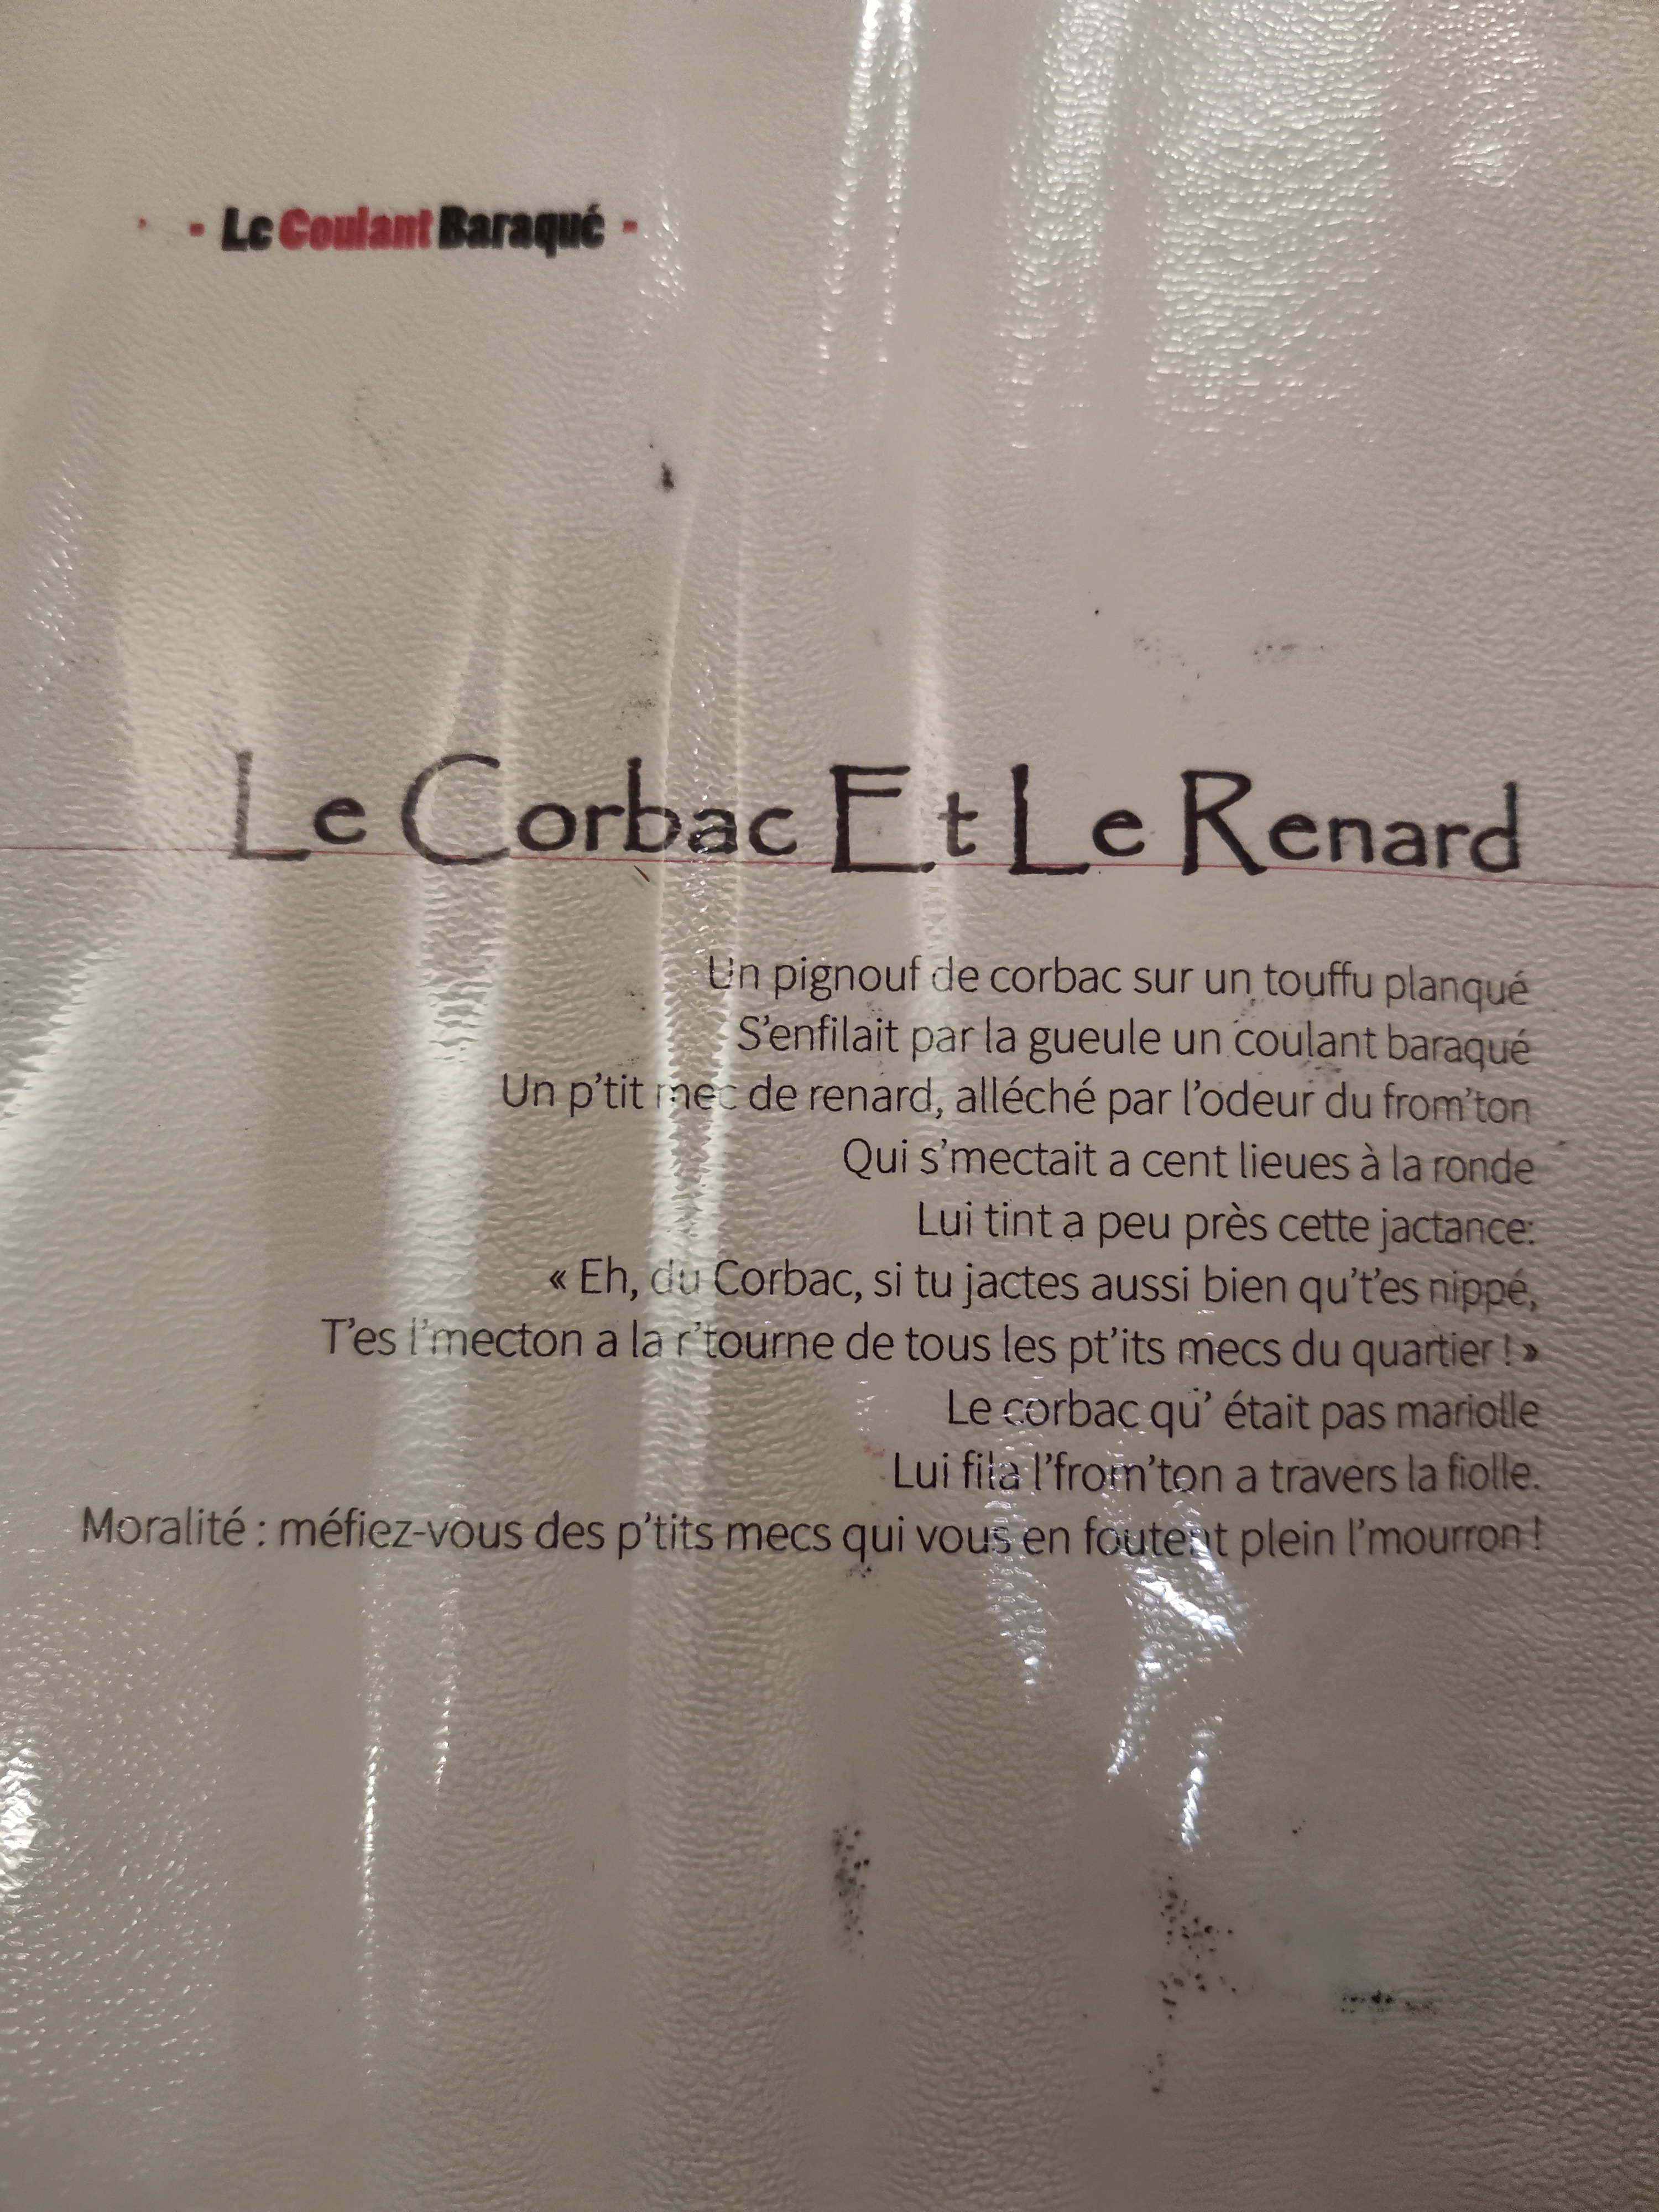 - Le Coulant Baraqué -
Le Corbac Et Le Renard
Un pignouf de corbac sur un touffu planqué
S'enfilait par la gueule un coulant baraqué
Un p'tit mec de renard, alléché par l'odeur du from'ton
Qui s'mectait a cent lieues à la ronde
Lui tint a peu près cette jactance:
« Eh, du Corbac, si tu jactes aussi bien qu't'es nippé,
T'es l'mecton a la r'tourne de tous les pt'its mecs du quartier ! »
Le corbac qu' était pas mariolle
Lui fila l'from'ton a travers la fiolle.
Moralité : méfiez-vous des p'tits mecs qui vous en foutent plein l'mourron !